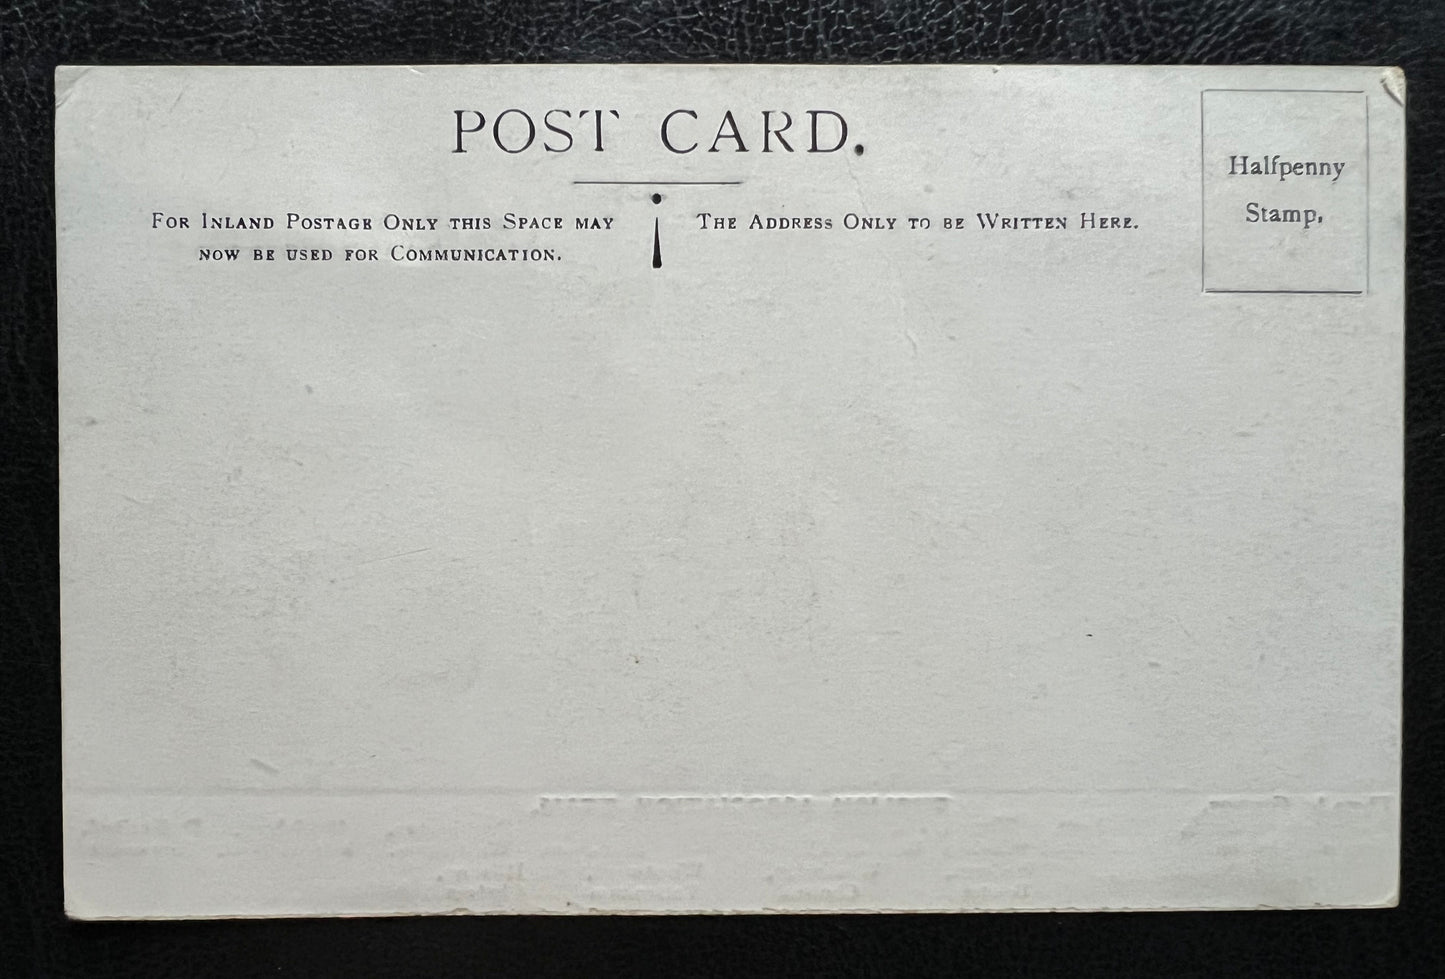 POST CARD.
FOR INLAND POSTAGE ONLY THIS SPACE MAY
NOW BE USED FOR COMMUNICATION.
THE ADDRESS ONLY TO BE WRITTEN HERE.
Halfpenny
Stamp,